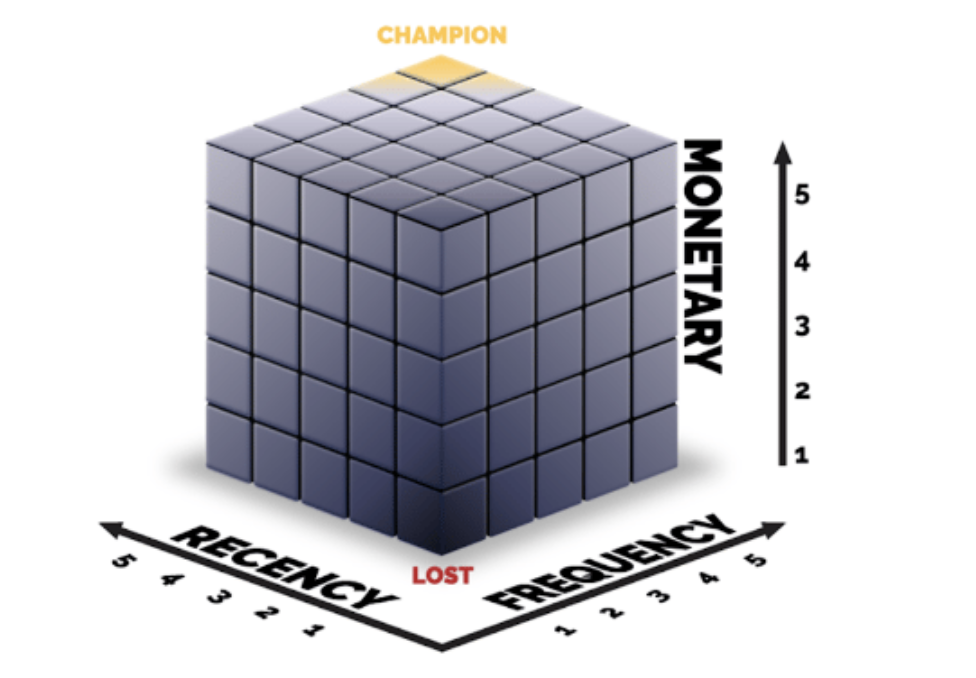 CHAMPION
MONETARY
5
4
3
2
1
LOST
RECENCY
5 4 3 2 1
FREQUENCY
1 2 3 4 5